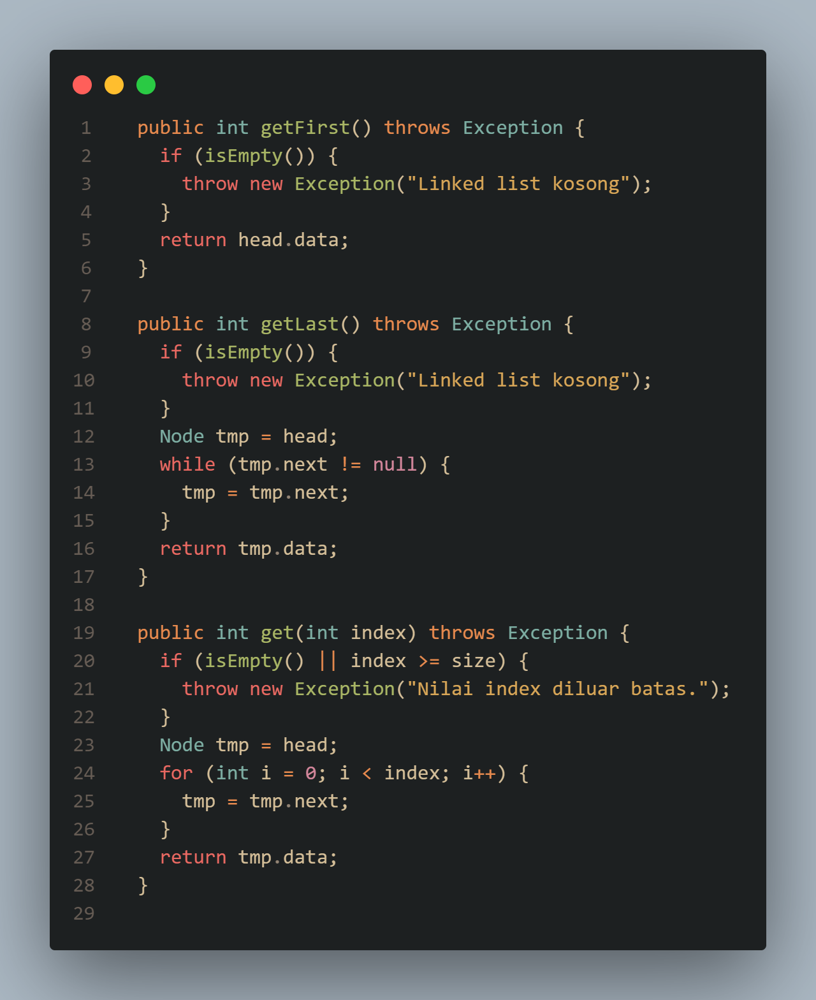 1 public int getFirst() throws Exception {
2 if (isEmpty()) {
3 throw new Exception("Linked list kosong");
4 }
5 return head.data;
6 }
7
8 public int getLast() throws Exception {
9 if (isEmpty()) {
10 throw new Exception("Linked list kosong");
11 }
12 Node tmp = head;
13 while (tmp.next != null) {
14 tmp = tmp.next;
15 }
16 return tmp.data;
17 }
18
19 public int get(int index) throws Exception {
20 if (isEmpty() || index >= size) {
21 throw new Exception("Nilai index diluar batas.");
22 }
23 Node tmp = head;
24 for (int i = 0; i < index; i++) {
25 tmp = tmp.next;
26 }
27 return tmp.data;
28 }
29